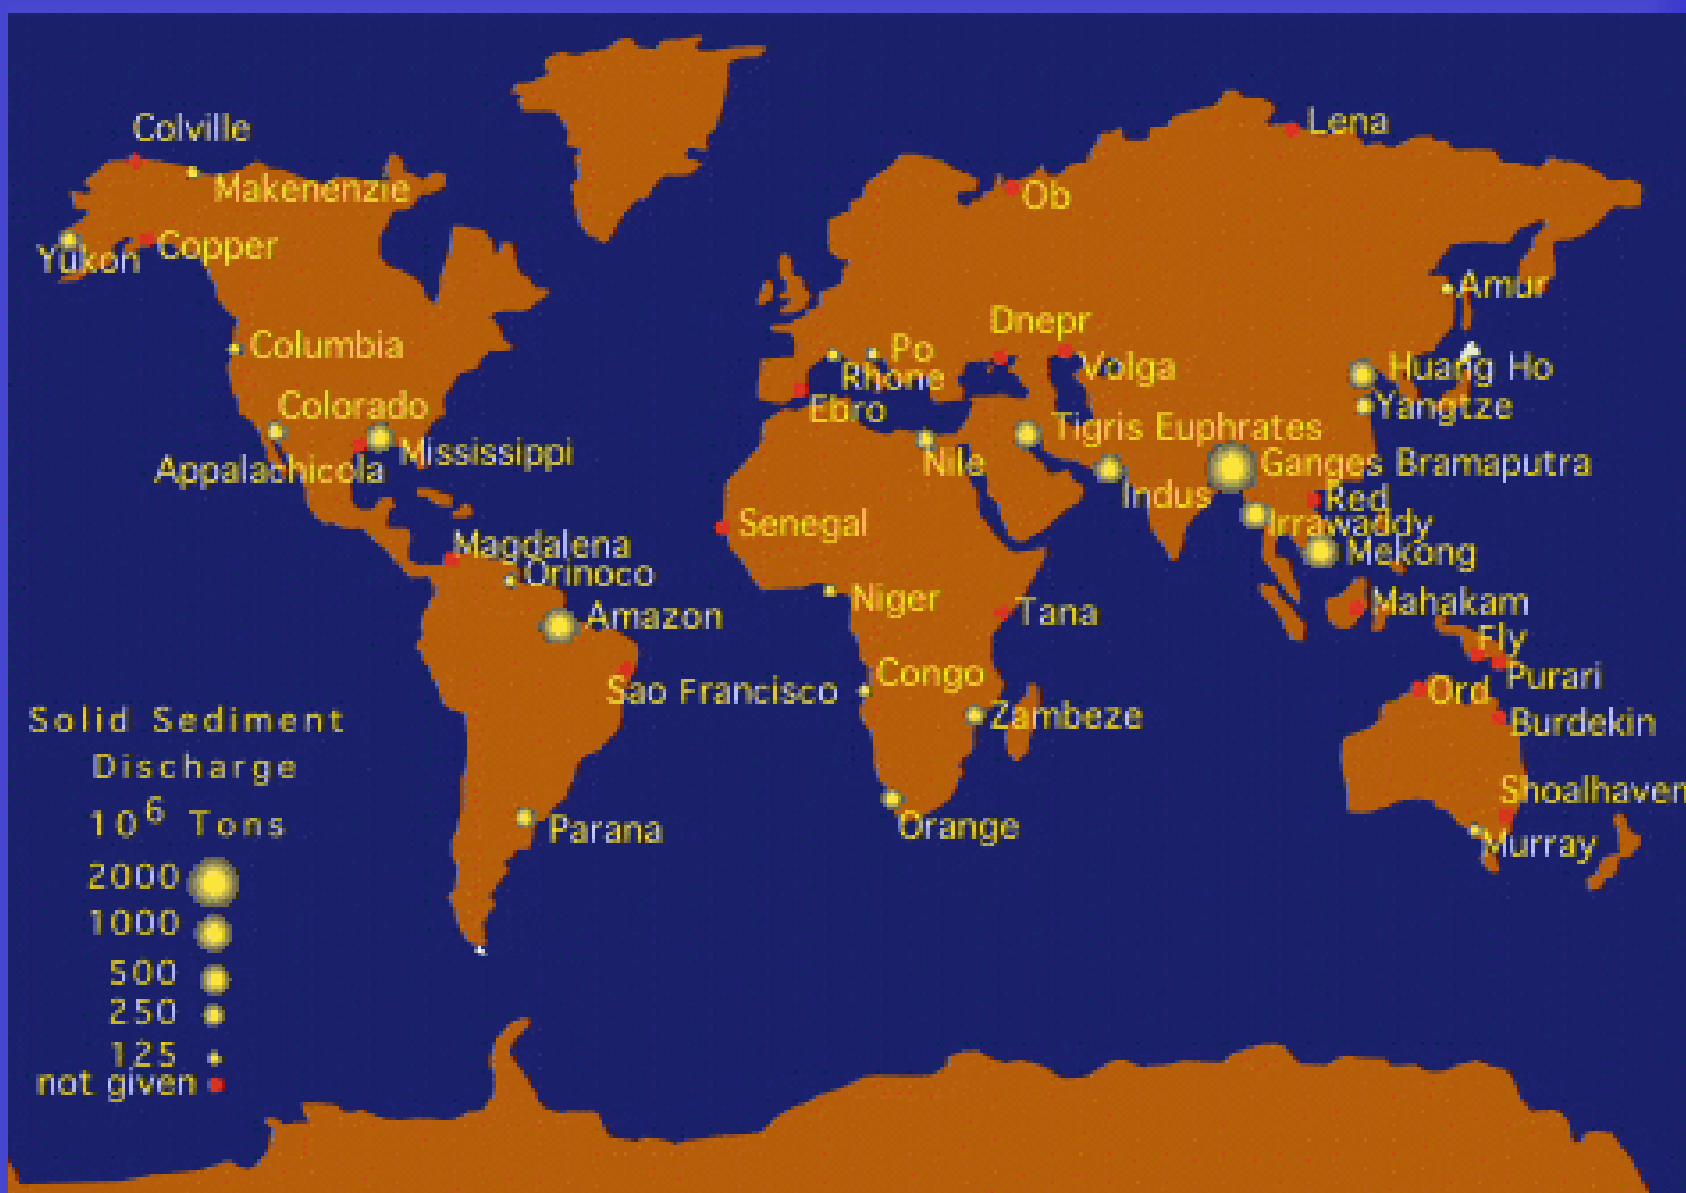 Colville
Lena
Makenenzie
Ob
Yukon
Copper
Amur
Dnepr
Columbia
Po
Volga
Huang Ho
Rhone
Colorado
Ebro
Yangtze
Tigris Euphrates
Mississippi
Appalachicola
Nile
Ganges Bramaputra
Indus
Red
Senegal
Irrawaddy
Magdalena
Mekong
Orinoco
Niger
Mahakam
Amazon
Tana
Fly
Congo
Purari
Sao Francisco
Ord
Zambeze
Burdekin
Shoalhaven
Parana
Orange
Murray
Solid Sediment
Discharge
10⁶ Tons
2000
1000
500
250
125
not given